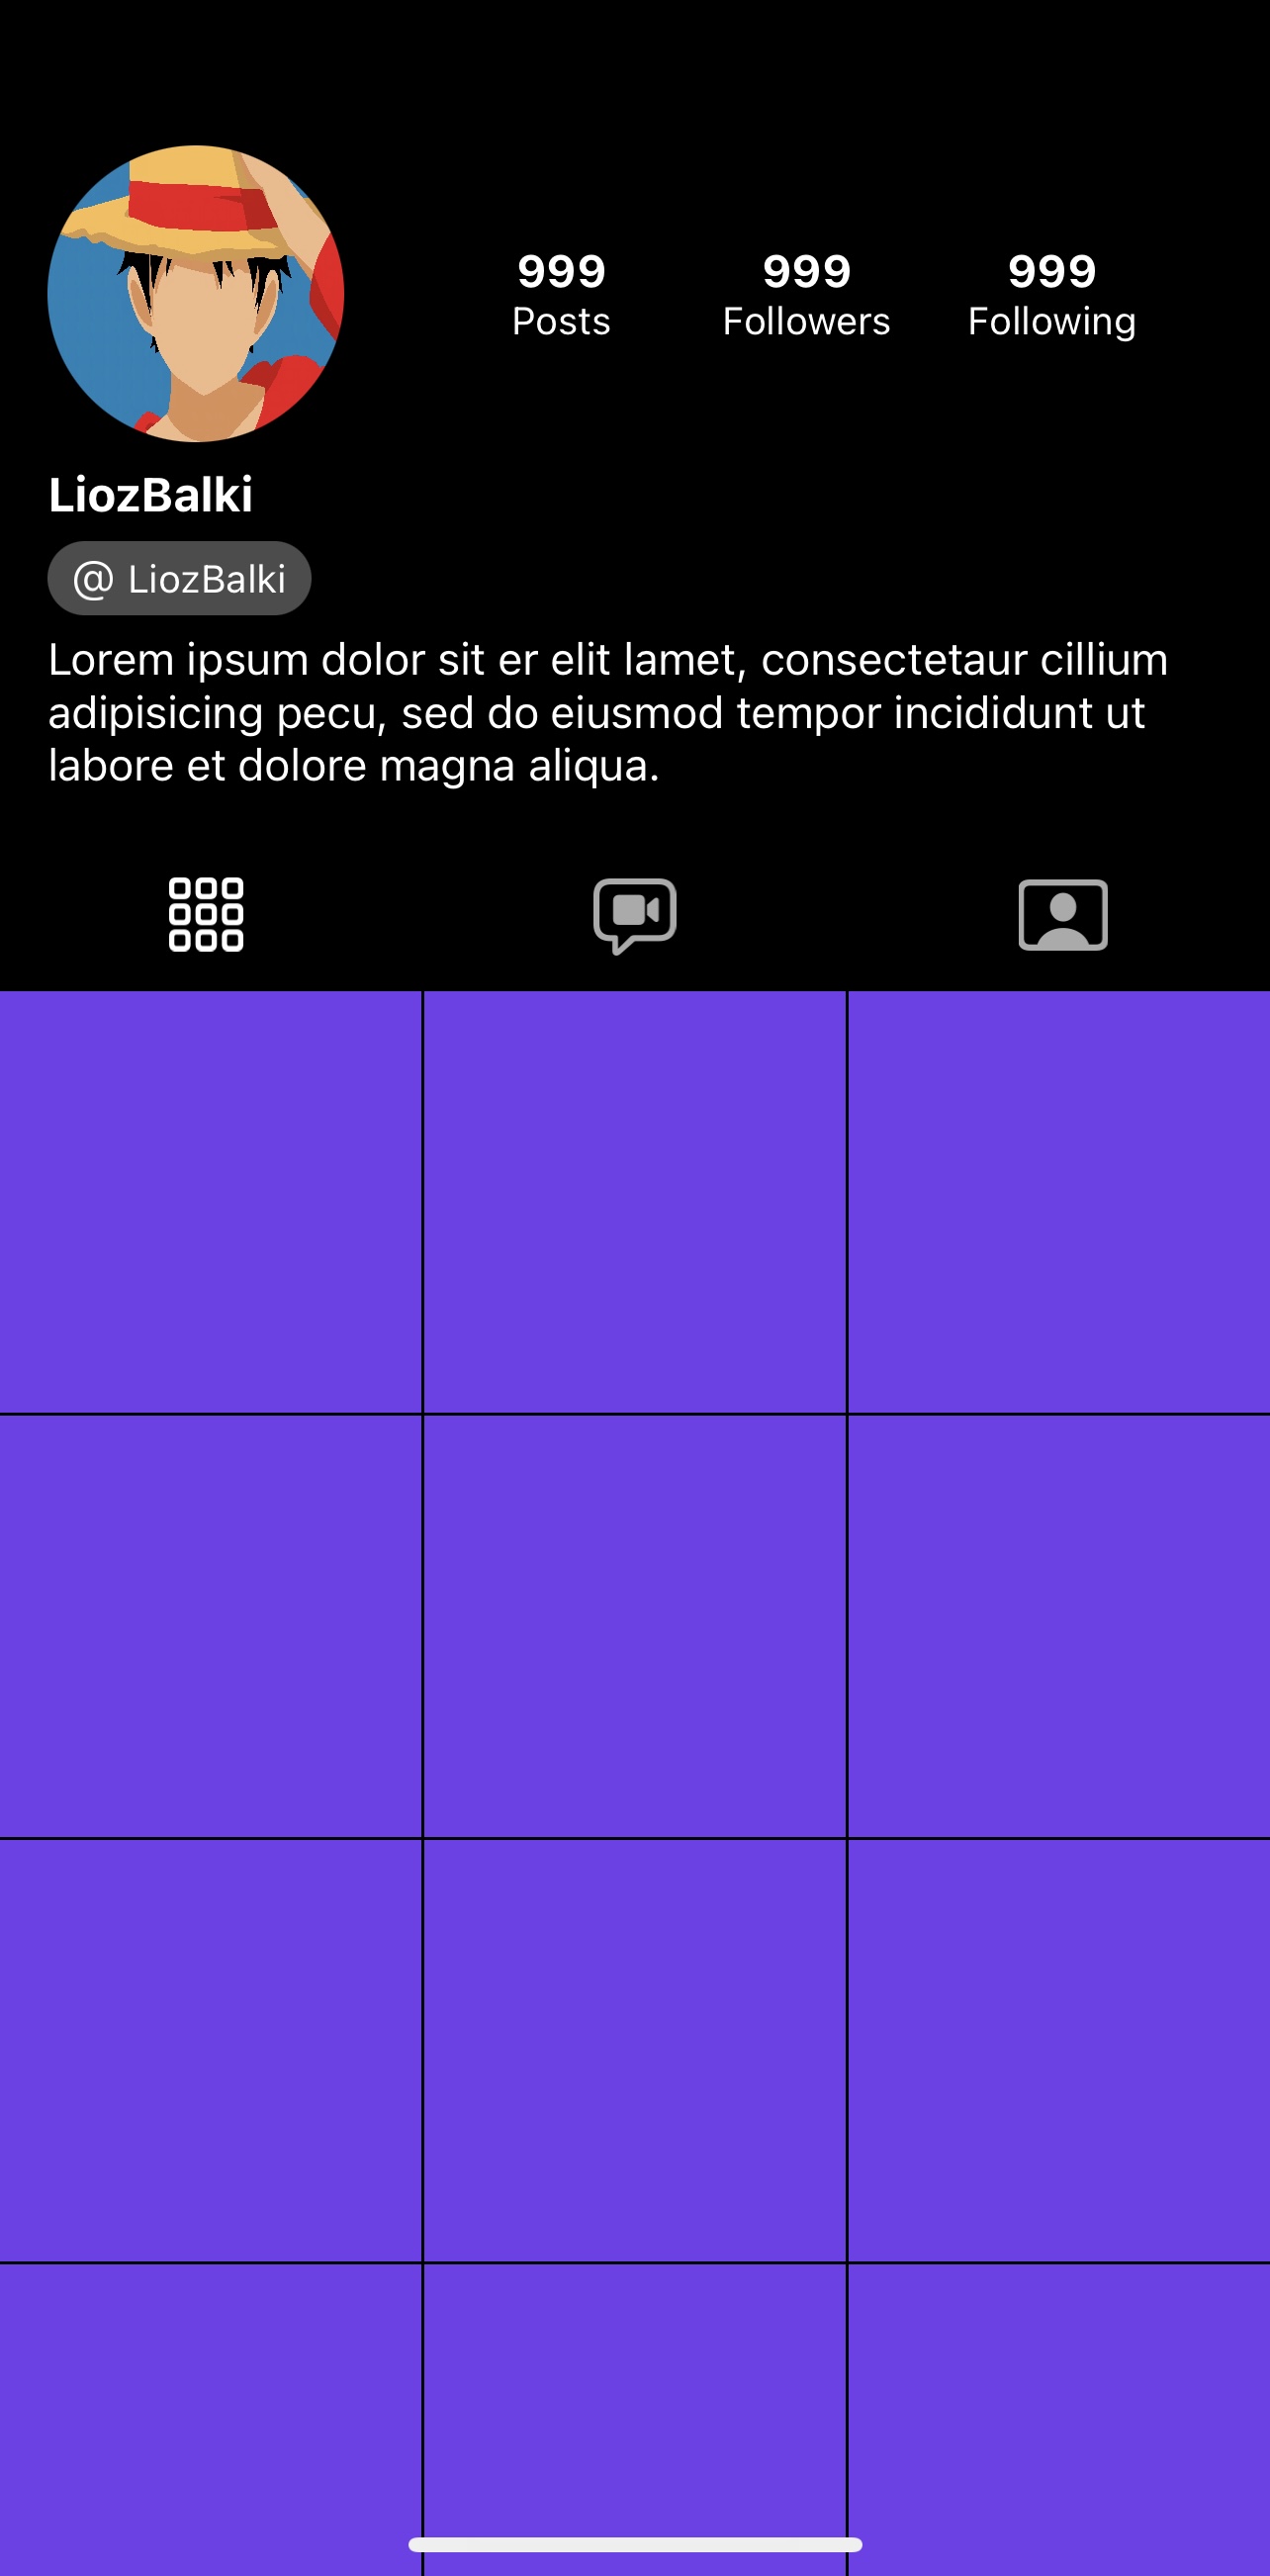 999 999 999
Posts Followers Following
LiozBalki
@ LiozBalki
Lorem ipsum dolor sit er elit lamet, consectetaur cillium
adipisicing pecu, sed do eiusmod tempor incididunt ut
labore et dolore magna aliqua.